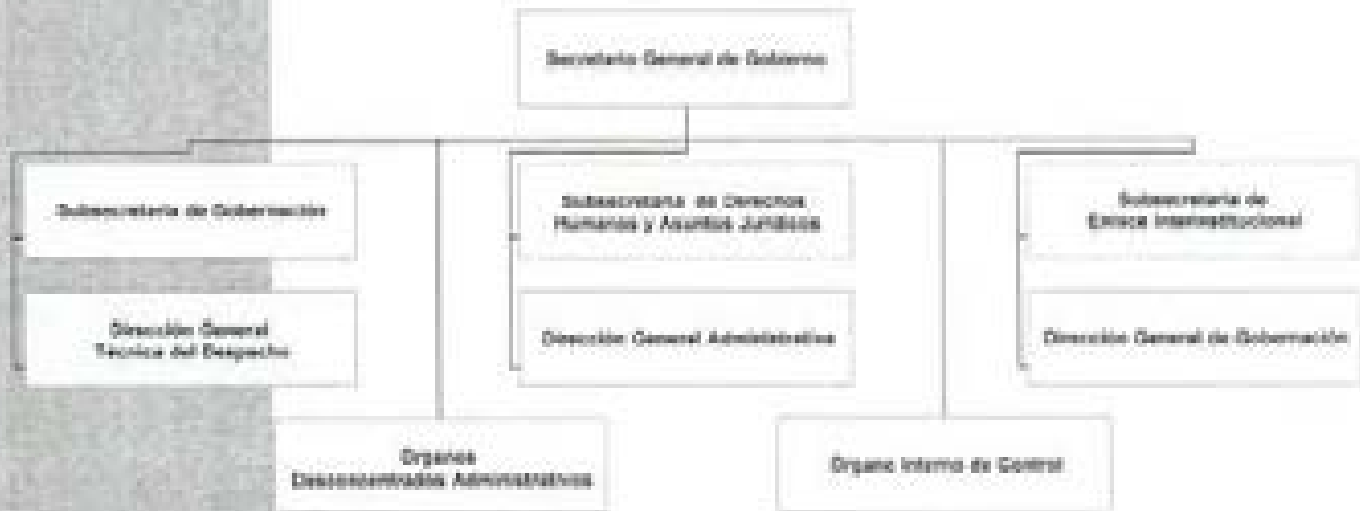 Secretario General de Gobierno
Subsecretaría de Gobernación
Subsecretaría de Derechos
Humanos y Asuntos Jurídicos
Subsecretaría de
Enlace Interinstitucional
Dirección General
Técnica del Despacho
Dirección General Administrativa
Dirección General de Gobernación
Órganos
Desconcentrados Administrativos
Órgano Interno de Control